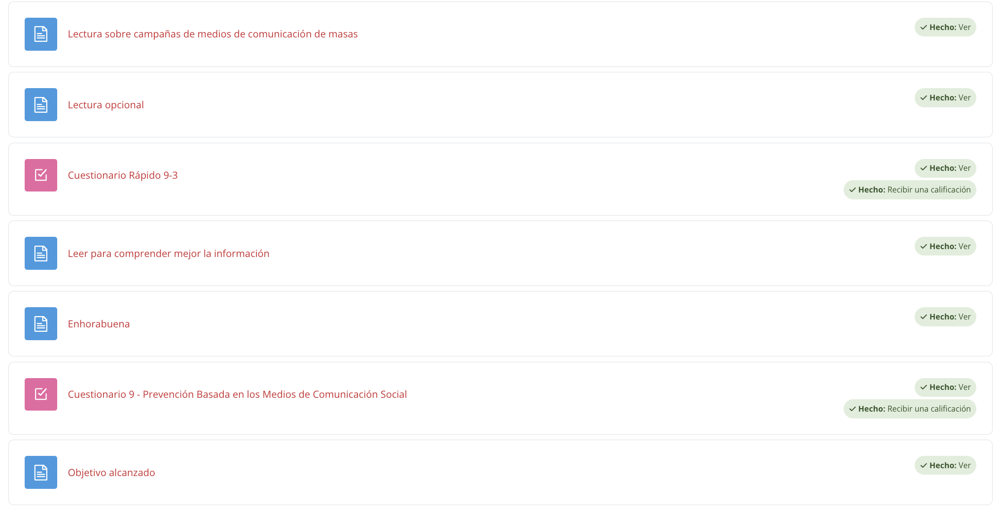 Lectura sobre campañas de medios de comunicación de masas
Hecho: Ver
Lectura opcional
Hecho: Ver
Cuestionario Rápido 9-3
Hecho: Ver
Hecho: Recibir una calificación
Leer para comprender mejor la información
Hecho: Ver
Enhorabuena
Hecho: Ver
Cuestionario 9 - Prevención Basada en los Medios de Comunicación Social
Hecho: Ver
Hecho: Recibir una calificación
Objetivo alcanzado
Hecho: Ver